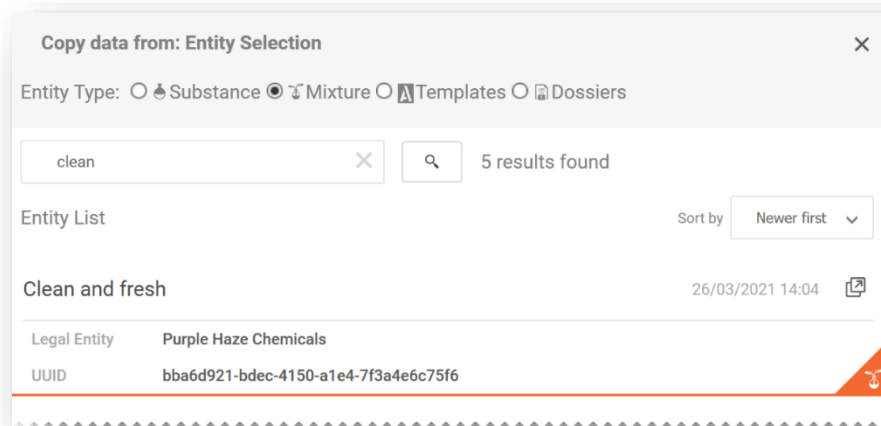 Copy data from: Entity Selection
Entity Type: Substance Mixture Templates Dossiers
clean 5 results found
Entity List Sort by Newer first
Clean and fresh 26/03/2021 14:04
Legal Entity Purple Haze Chemicals
UUID bba6d921-bdec-4150-a1e4-7f3a4e6c75f6